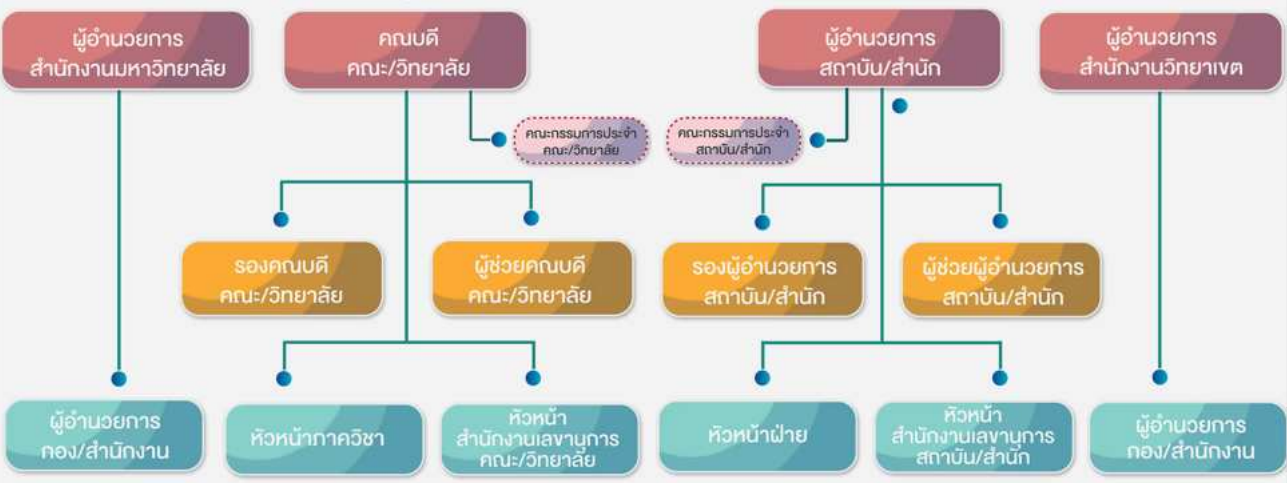 ผู้อำนวยการ
สำนักงานมหาวิทยาลัย
คณบดี
คณะ/วิทยาลัย
ผู้อำนวยการ
สถาบัน/สำนัก
ผู้อำนวยการ
สำนักงานวิทยาเขต
คณะกรรมการประจำ
คณะ/วิทยาลัย
คณะกรรมการประจำ
สถาบัน/สำนัก
รองคณบดี
คณะ/วิทยาลัย
ผู้ช่วยคณบดี
คณะ/วิทยาลัย
รองผู้อำนวยการ
สถาบัน/สำนัก
ผู้ช่วยผู้อำนวยการ
สถาบัน/สำนัก
ผู้อำนวยการ
กอง/สำนักงาน
หัวหน้าภาควิชา
หัวหน้า
สำนักงานเลขานุการ
คณะ/วิทยาลัย
หัวหน้าฝ่าย
หัวหน้า
สำนักงานเลขานุการ
สถาบัน/สำนัก
ผู้อำนวยการ
กอง/สำนักงาน